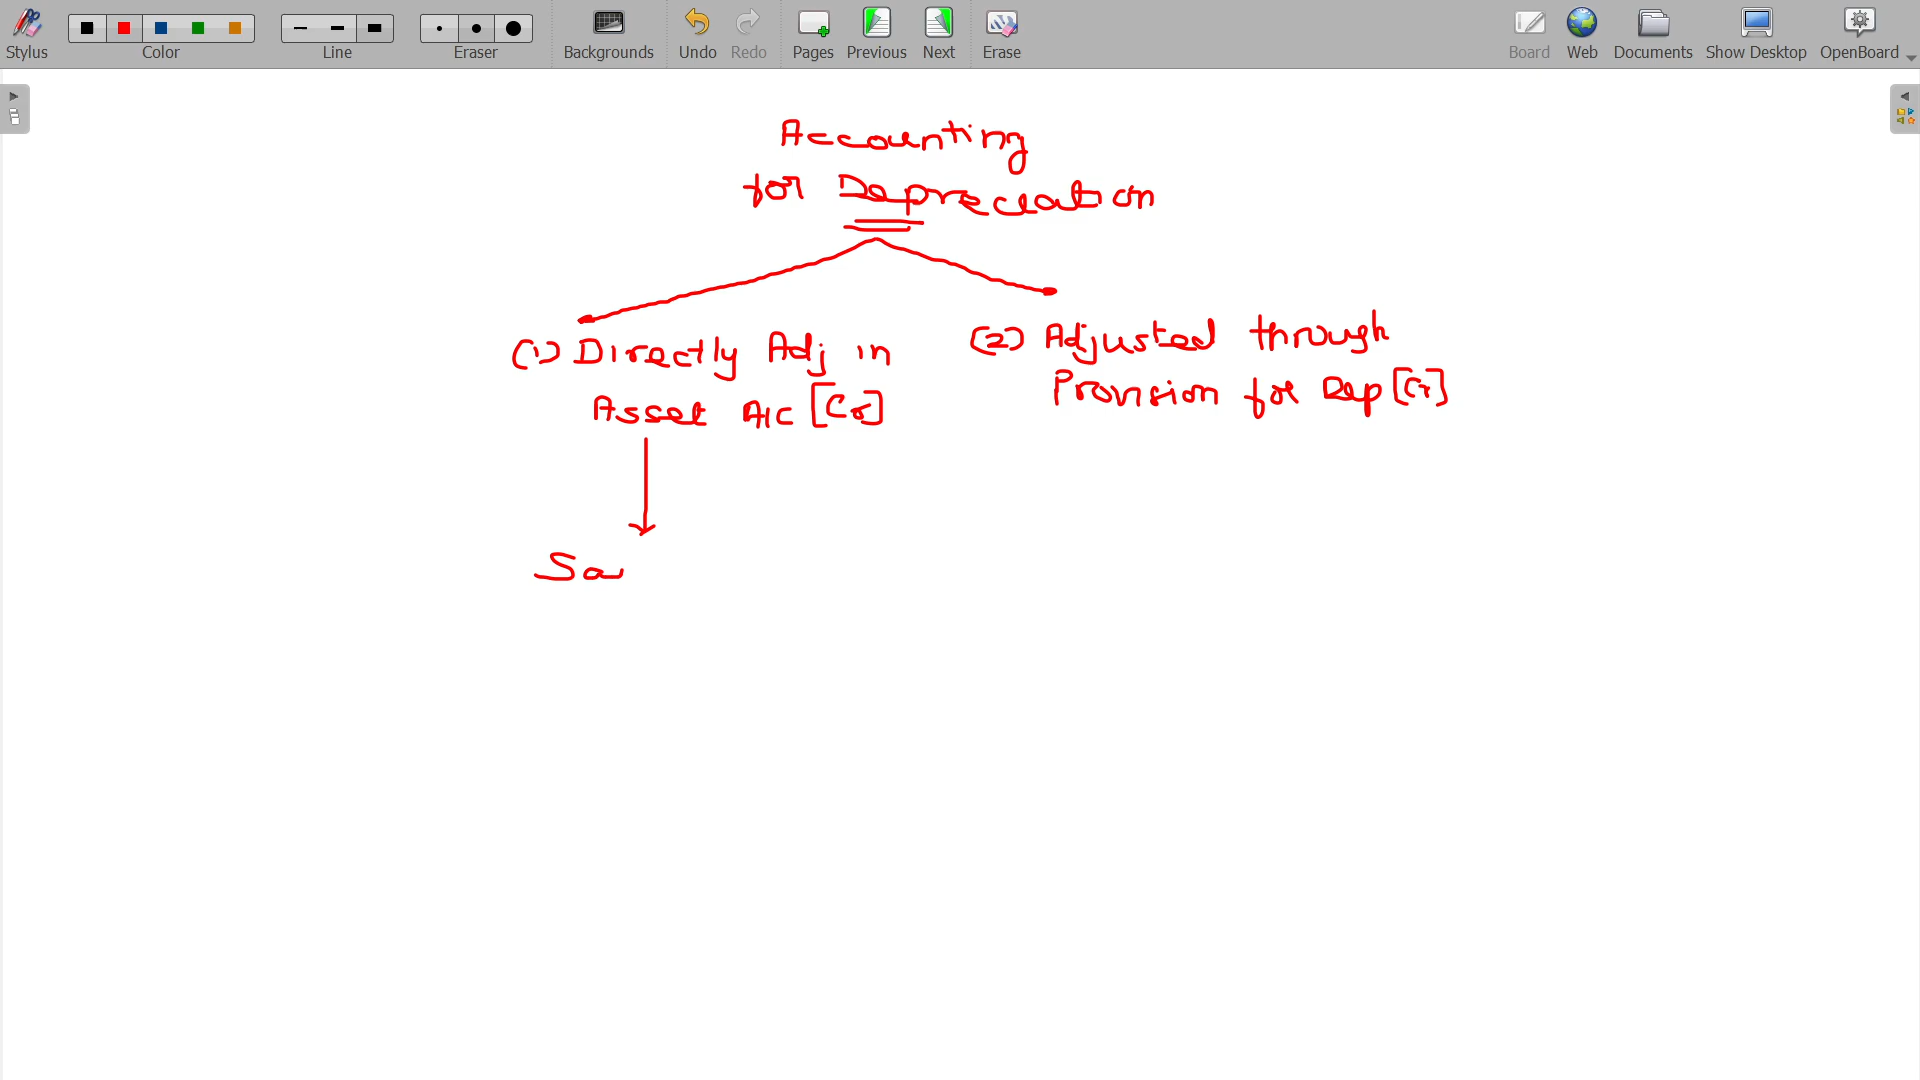 Stylus Color Line Eraser Backgrounds Undo Redo Pages Previous Next Erase Board Web Documents Show Desktop OpenBoard
Accounting
for Depreciation
(1) Directly Adj in
Asset A/C [Cr]
(2) Adjusted through
Provision for Dep [Cr]
Sa